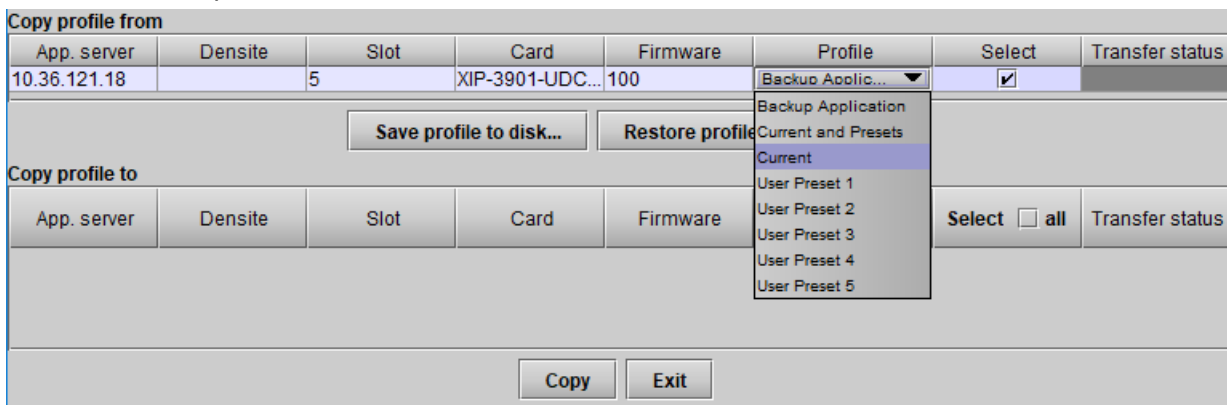 Copy profile from
App. server Densite Slot Card Firmware Profile Select Transfer status
10.36.121.18 5 XIP-3901-UDC... 100 Backup Applic...
Backup Application
Save profile to disk... Restore profile Current and Presets
Current
Copy profile to
User Preset 1
App. server Densite Slot Card Firmware User Preset 2 Select all Transfer status
User Preset 3
User Preset 4
User Preset 5
Copy Exit